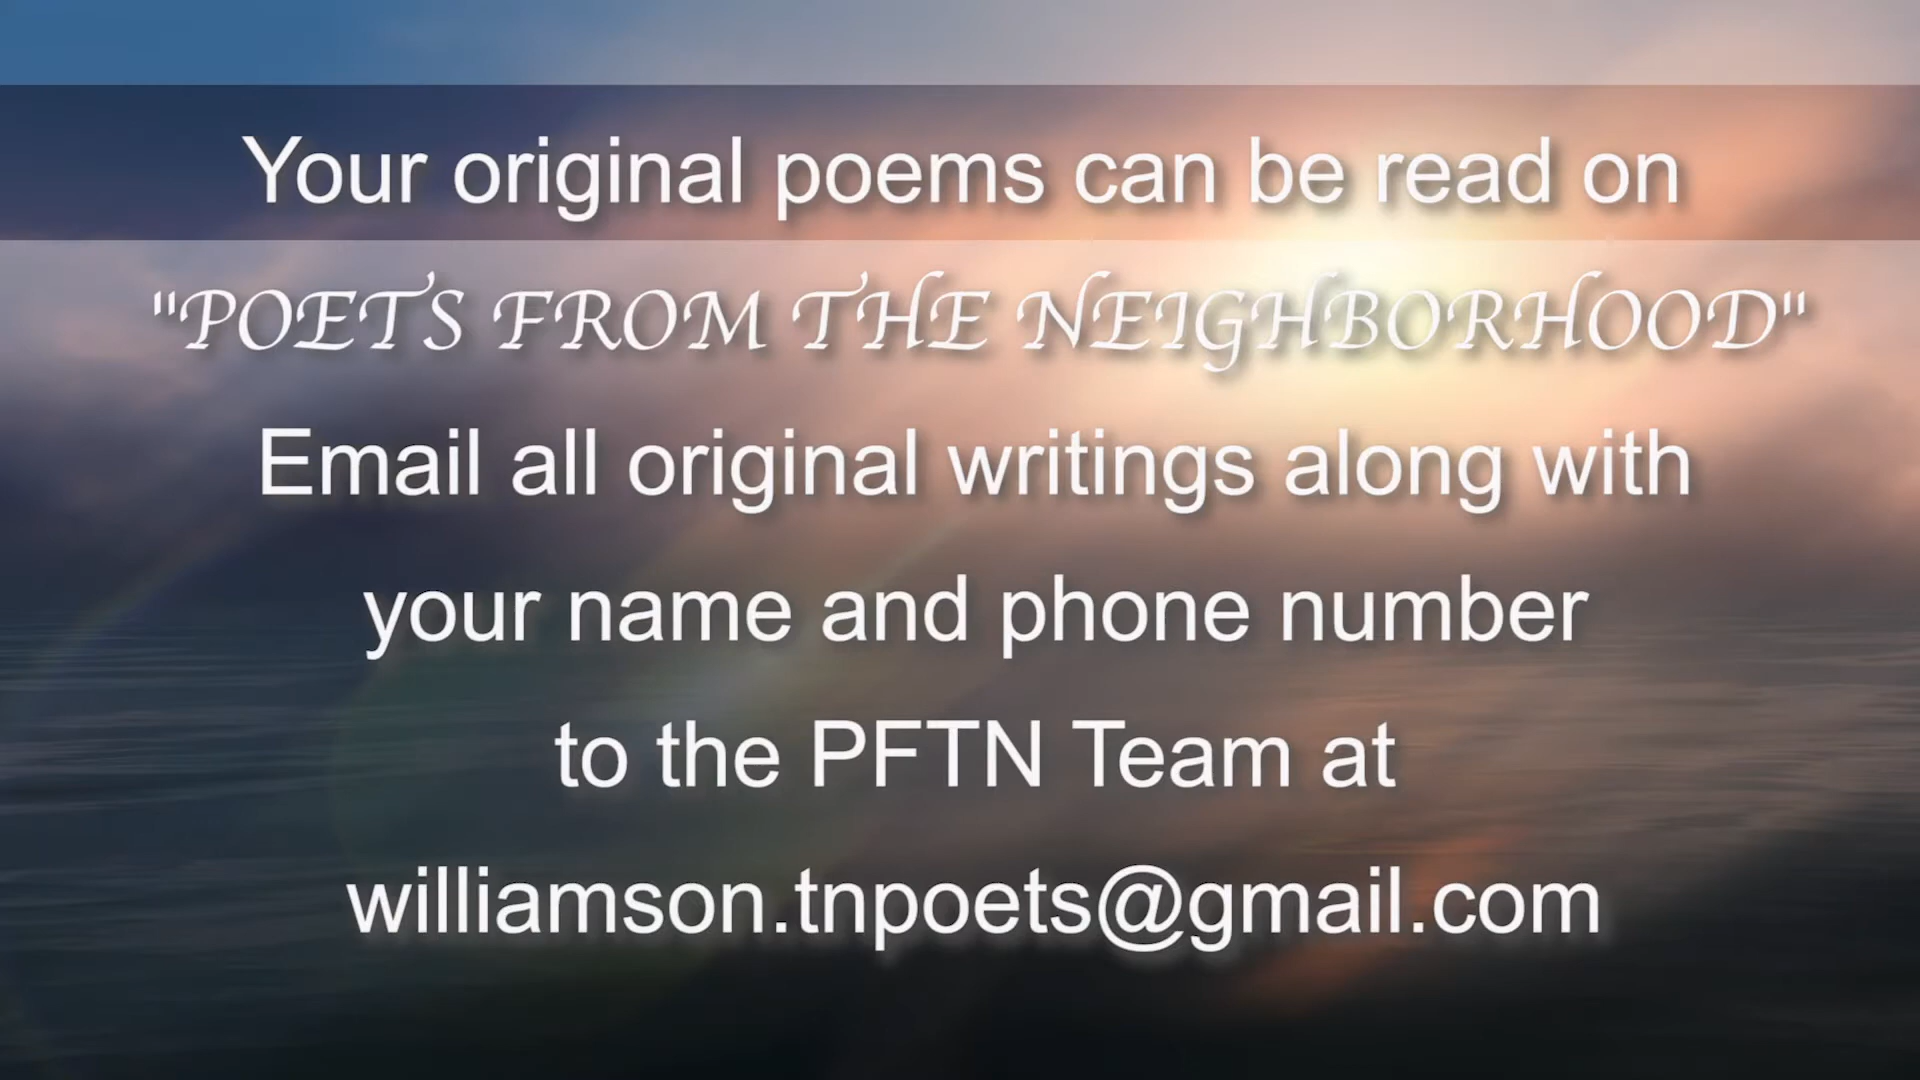 Your original poems can be read on
"POETS FROM THE NEIGHBORHOOD"
Email all original writings along with
your name and phone number
to the PFTN Team at
williamson.tnpoets@gmail.com